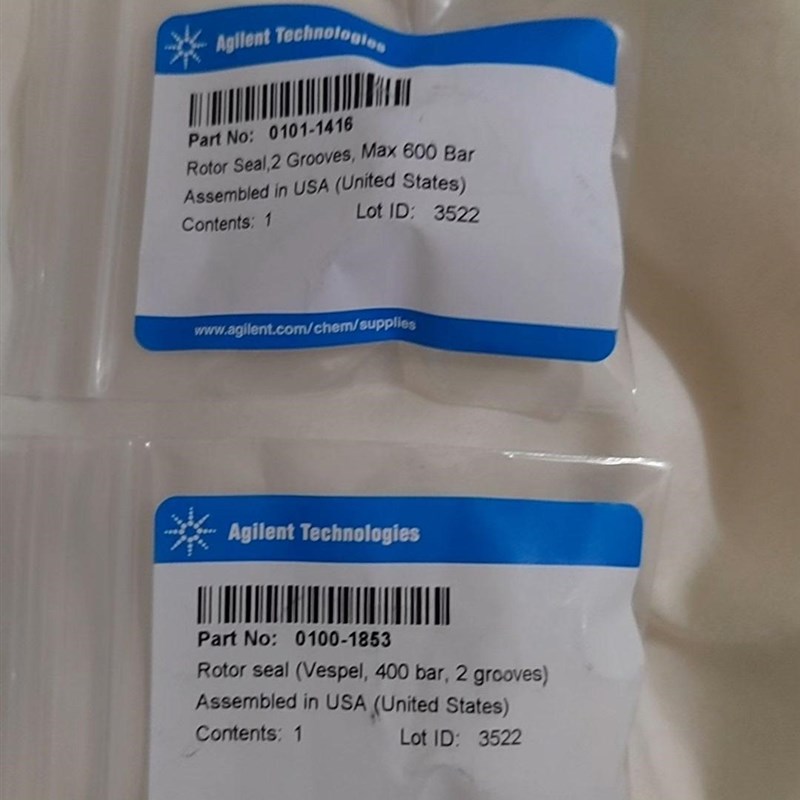 Agilent Technologies
Part No: 0101-1416
Rotor Seal,2 Grooves, Max 600 Bar
Assembled in USA (United States)
Contents: 1 Lot ID: 3522
www.agilent.com/chem/supplies
Agilent Technologies
Part No: 0100-1853
Rotor seal (Vespel, 400 bar, 2 grooves)
Assembled in USA (United States)
Contents: 1 Lot ID: 3522